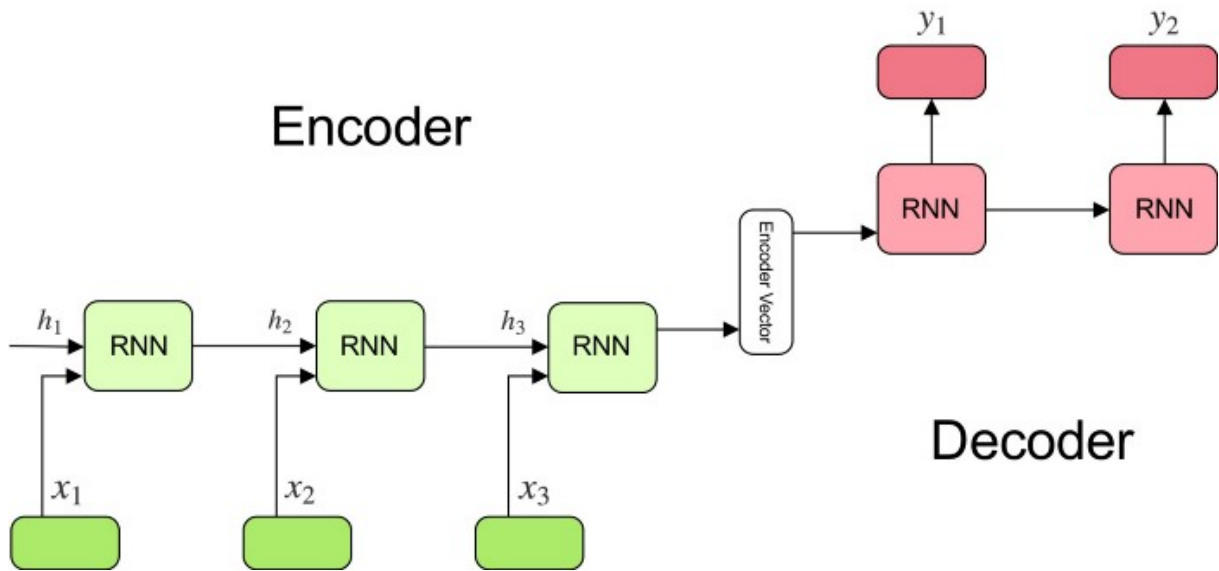 y₁
y₂
Encoder
RNN
RNN
Encoder Vector
h₁
h₂
h₃
RNN
RNN
RNN
Decoder
x₁
x₂
x₃